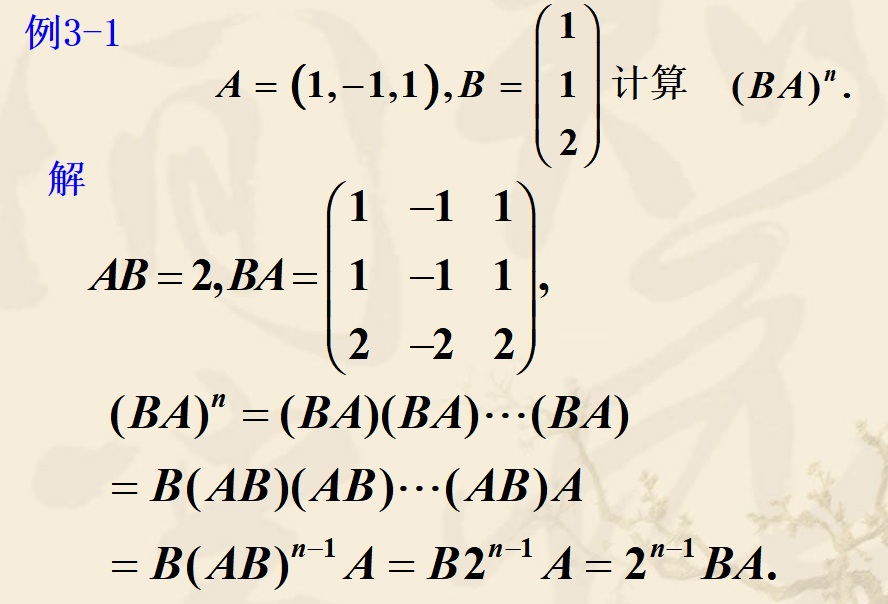 例3-1
A = (1,-1,1), B = \begin{pmatrix} 1 \\ 1 \\ 2 \end{pmatrix} 计算 (BA)^n.
解
AB = 2, BA = \begin{pmatrix} 1 & -1 & 1 \\ 1 & -1 & 1 \\ 2 & -2 & 2 \end{pmatrix},
(BA)^n = (BA)(BA)⋯(BA)
= B(AB)(AB)⋯(AB)A
= B(AB)^{n-1} A = B2^{n-1} A = 2^{n-1} BA.